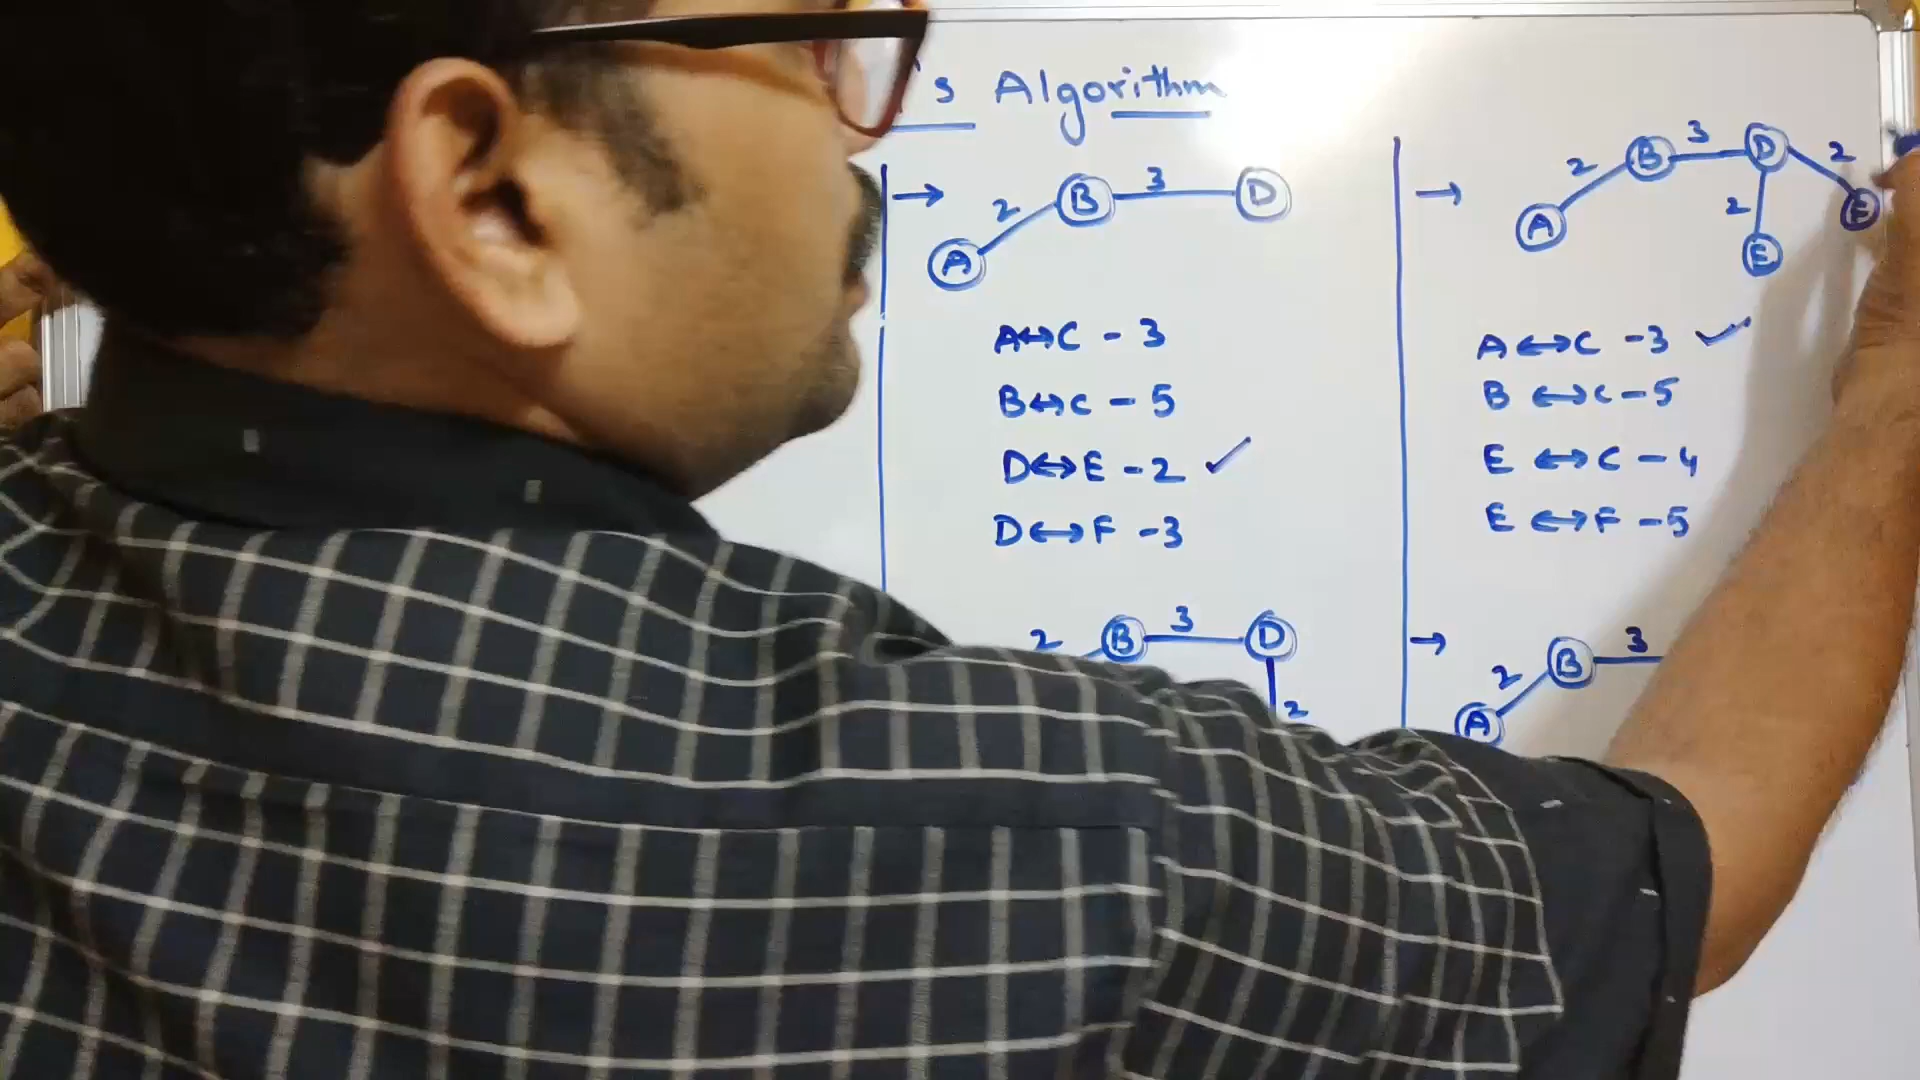 's Algorithm
→ A 2 B 3 D
A↔C - 3
B↔C - 5
D↔E - 2 ✓
D↔F - 3
2 B 3 D
2
→ A 2 B 3 D 2 E
2 E
A↔C - 3 ✓
B↔C - 5
E↔C - 4
E↔F - 5
→ A 2 B 3